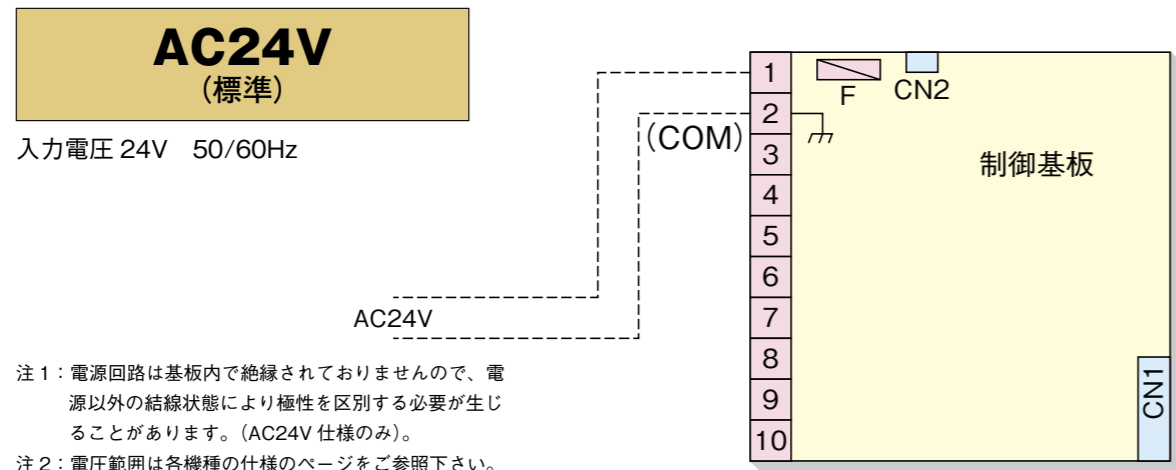 AC24V
(標準)
入力電圧 24V 50/60Hz
AC24V
注 1：電源回路は基板内で絶縁されておりませんので、電
源以外の結線状態により極性を区別する必要が生じ
ることがあります。(AC24V 仕様のみ)。
注 2：電圧範囲は各機種の仕様のページをご参照下さい。
(COM)
1
2
3
4
5
6
7
8
9
10
F
CN2
制御基板
CN1